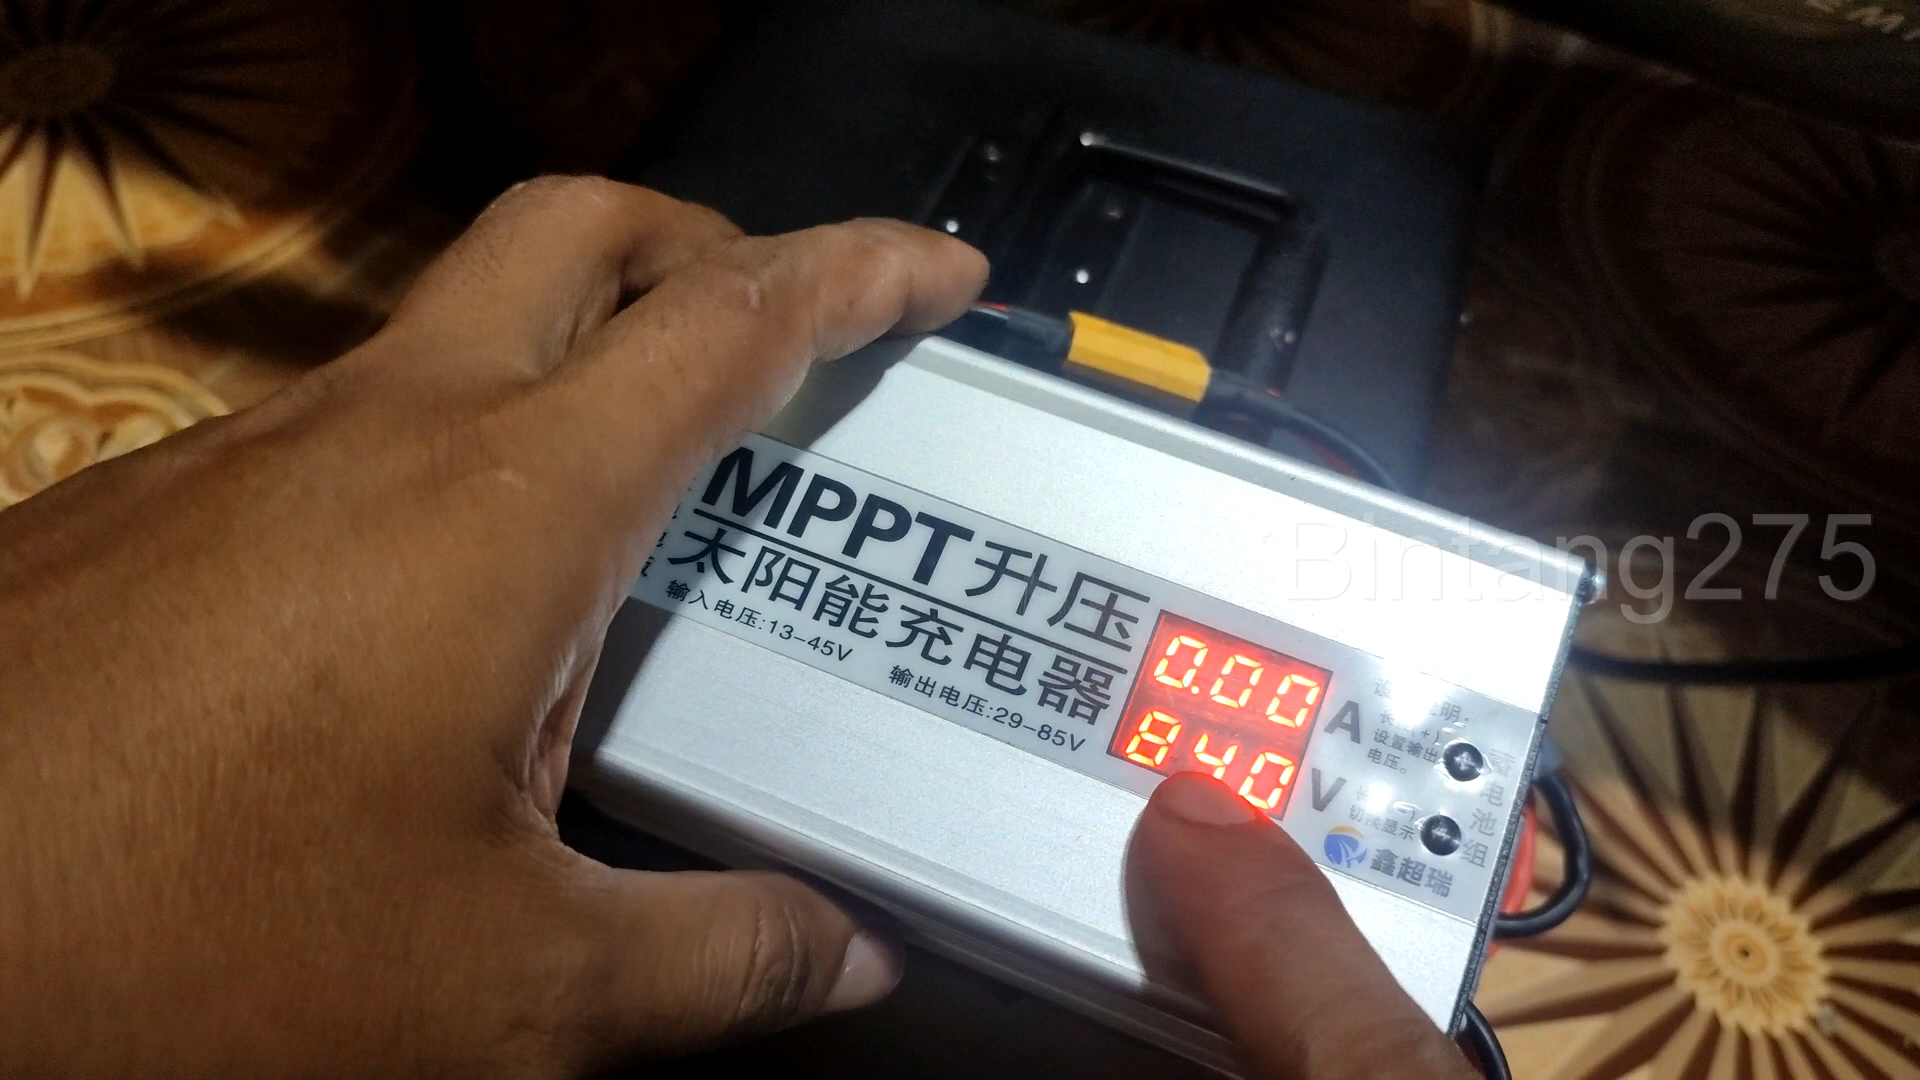 MPPT升压
太阳能充电器
输入电压:13-45V 输出电压:29-85V
0.00 A
84.0 V
明:
(+)
设置输出
电压。
切换显示
电
池
组
鑫超瑞
Bintang275
EM